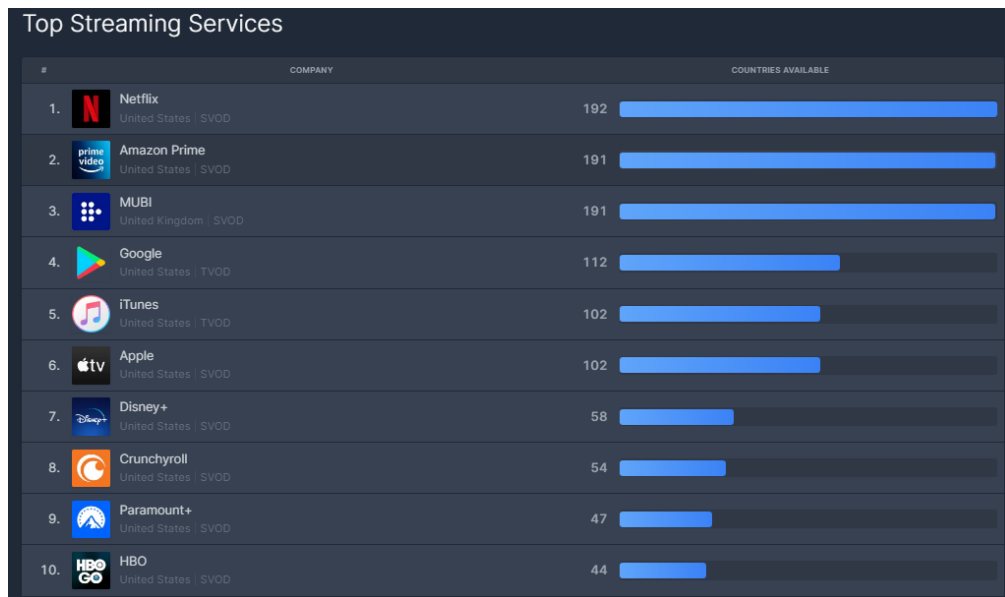 Top Streaming Services
# COMPANY COUNTRIES AVAILABLE
1. Netflix 192
United States | SVOD
prime video
2. Amazon Prime 191
United States | SVOD
3. MUBI 191
United Kingdom | SVOD
4. Google 112
United States | TVOD
5. iTunes 102
United States | TVOD
tv
6. Apple 102
United States | SVOD
Disney+
7. Disney+ 58
United States | SVOD
8. Crunchyroll 54
United States | SVOD
9. Paramount+ 47
United States | SVOD
HBO GO
10. HBO 44
United States | SVOD